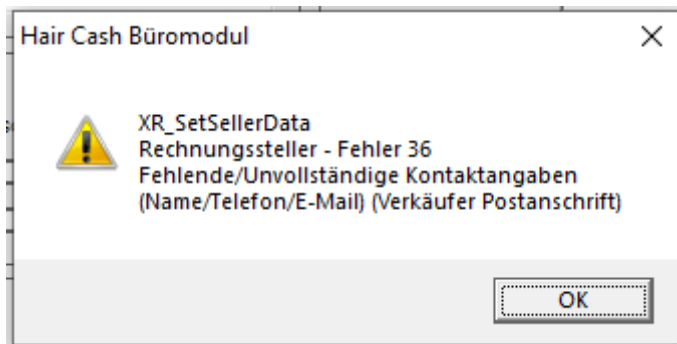 Hair Cash Büromodul
XR_SetSellerData
Rechnungssteller - Fehler 36
Fehlende/Unvollständige Kontaktangaben
(Name/Telefon/E-Mail) (Verkäufer Postanschrift)
OK